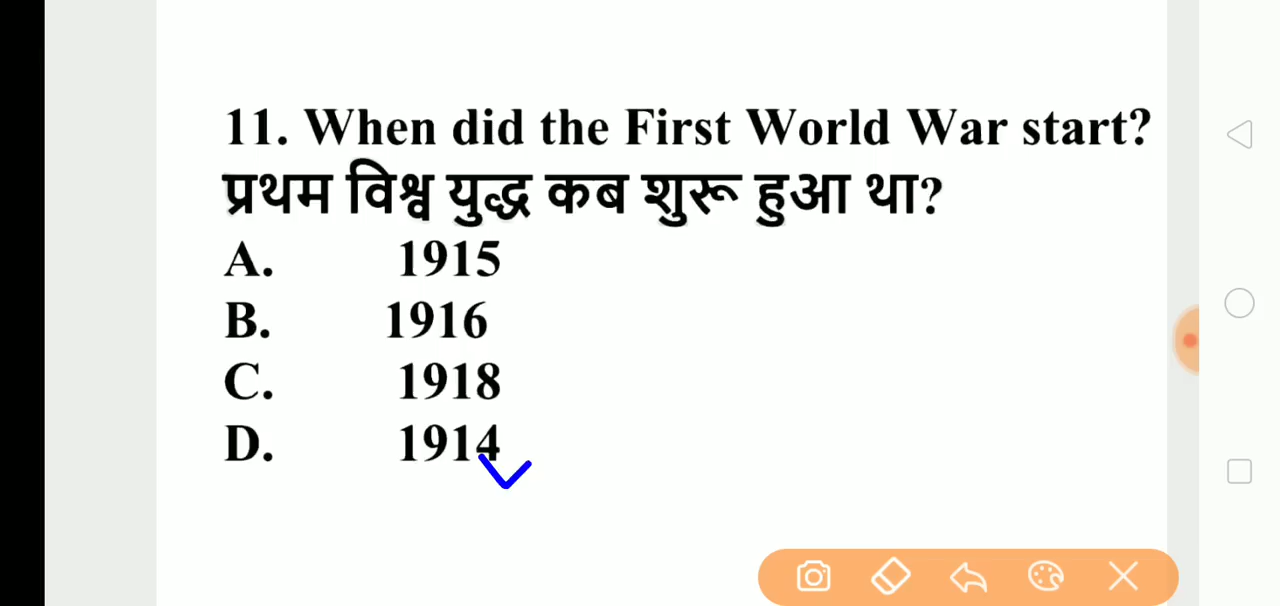 11. When did the First World War start?
प्रथम विश्व युद्ध कब शुरू हुआ था?
A. 1915
B. 1916
C. 1918
D. 1914